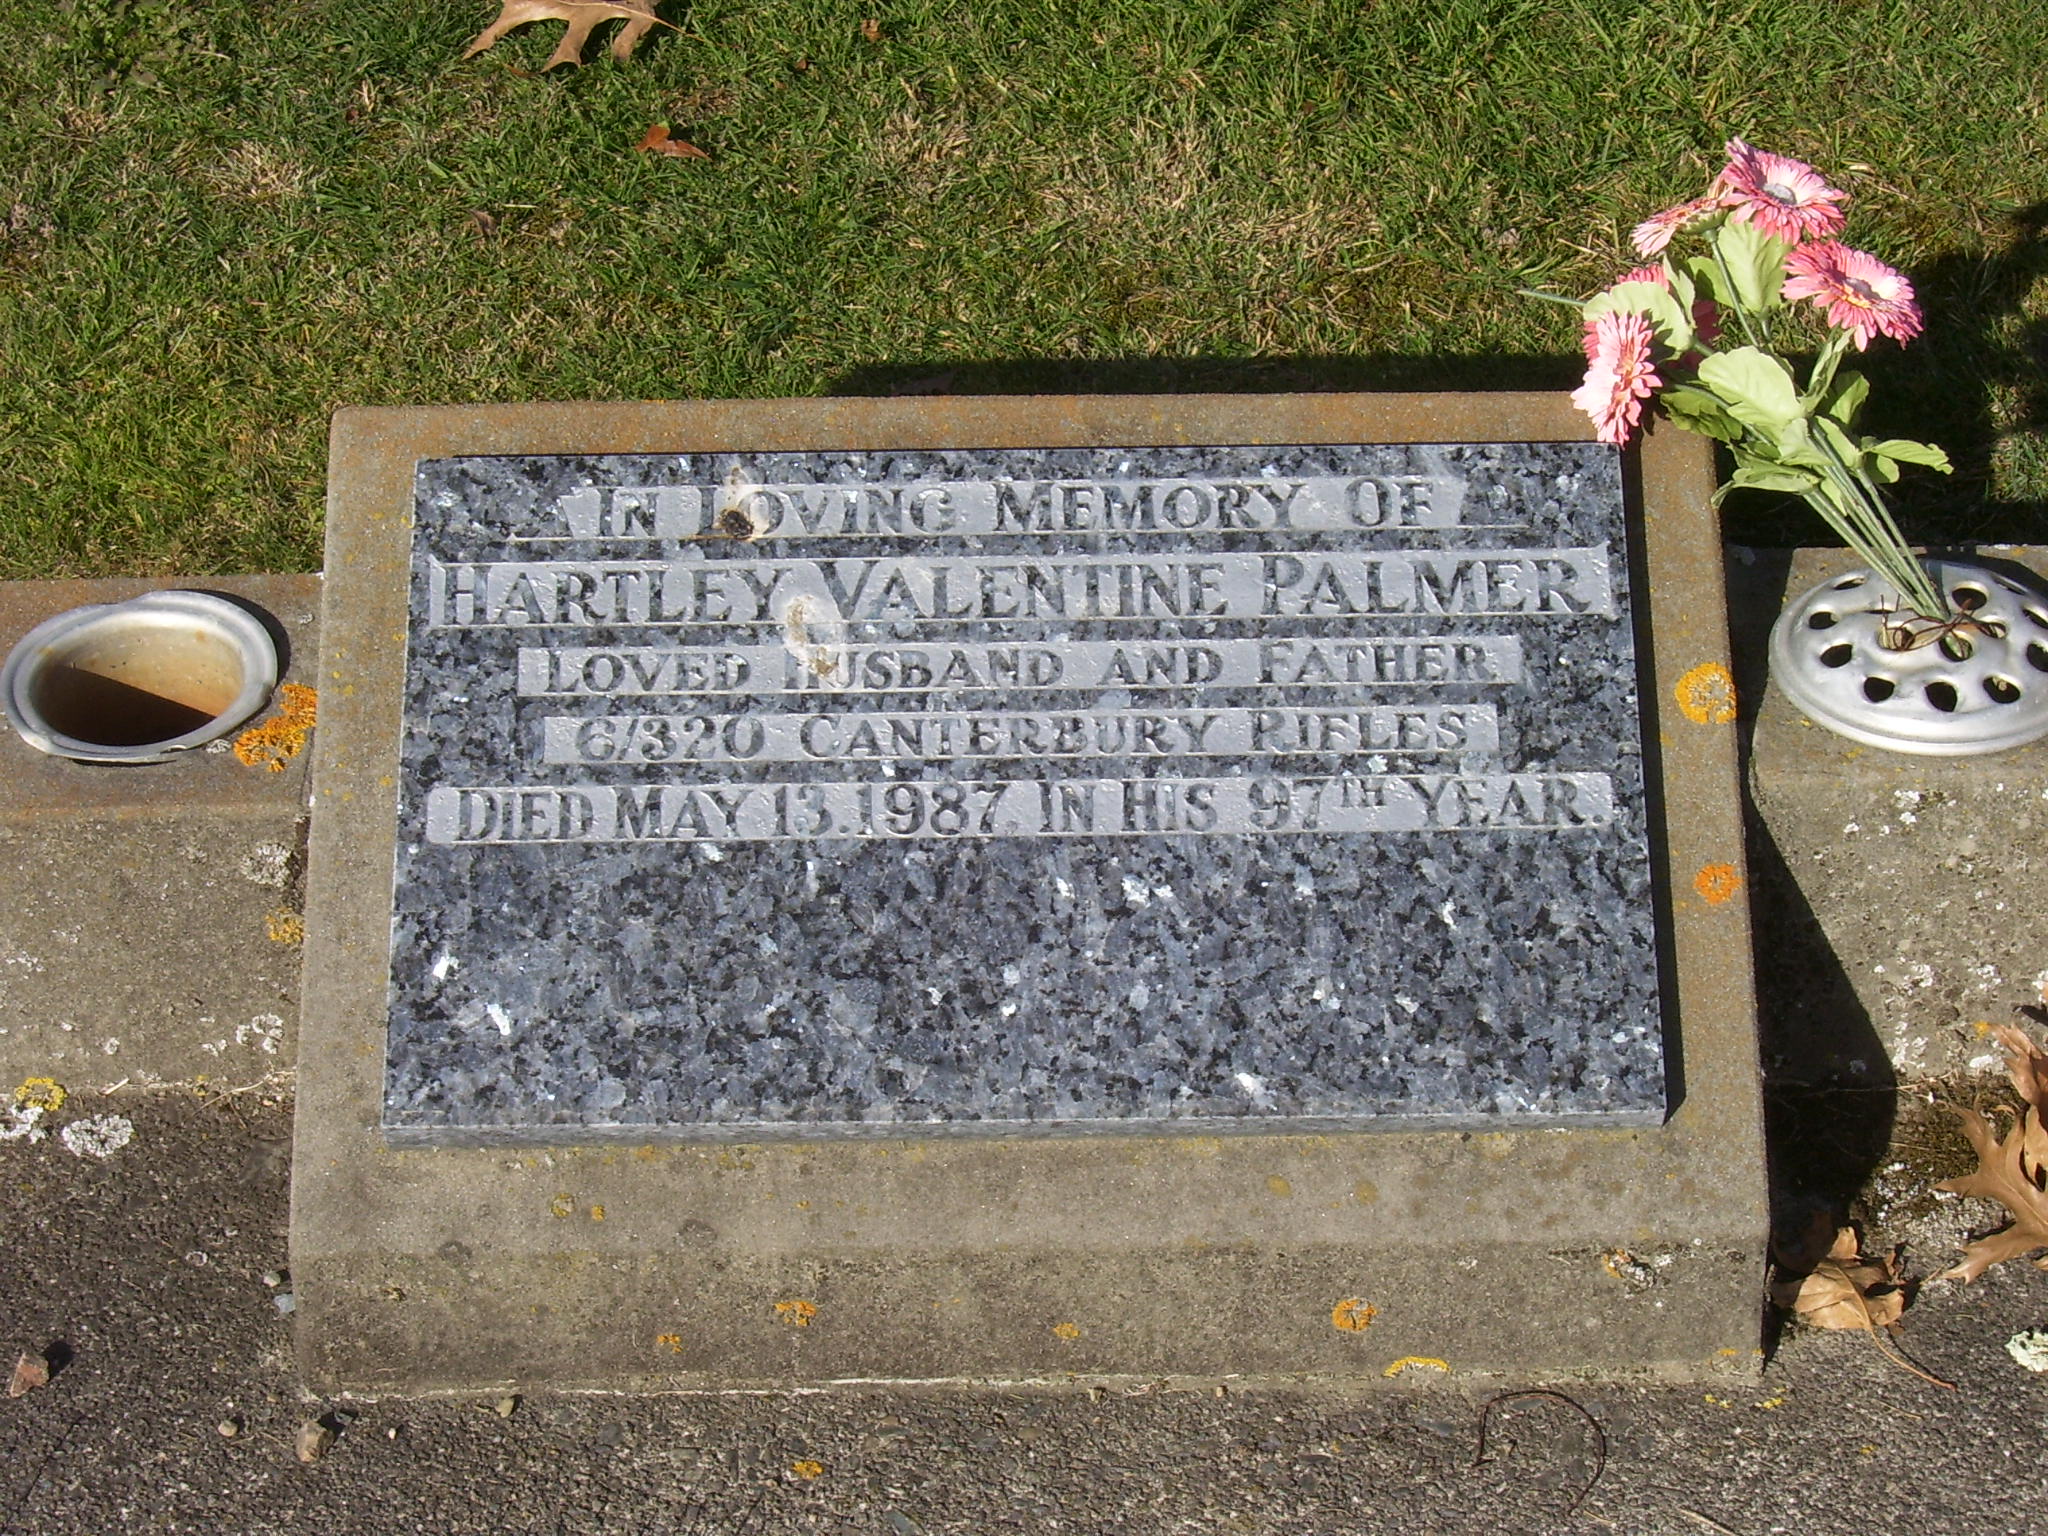 IN LOVING MEMORY OF
HARTLEY VALENTINE PALMER
LOVED HUSBAND AND FATHER
6/320 CANTERBURY RIFLES
DIED MAY 13. 1987. IN HIS 97TH YEAR.